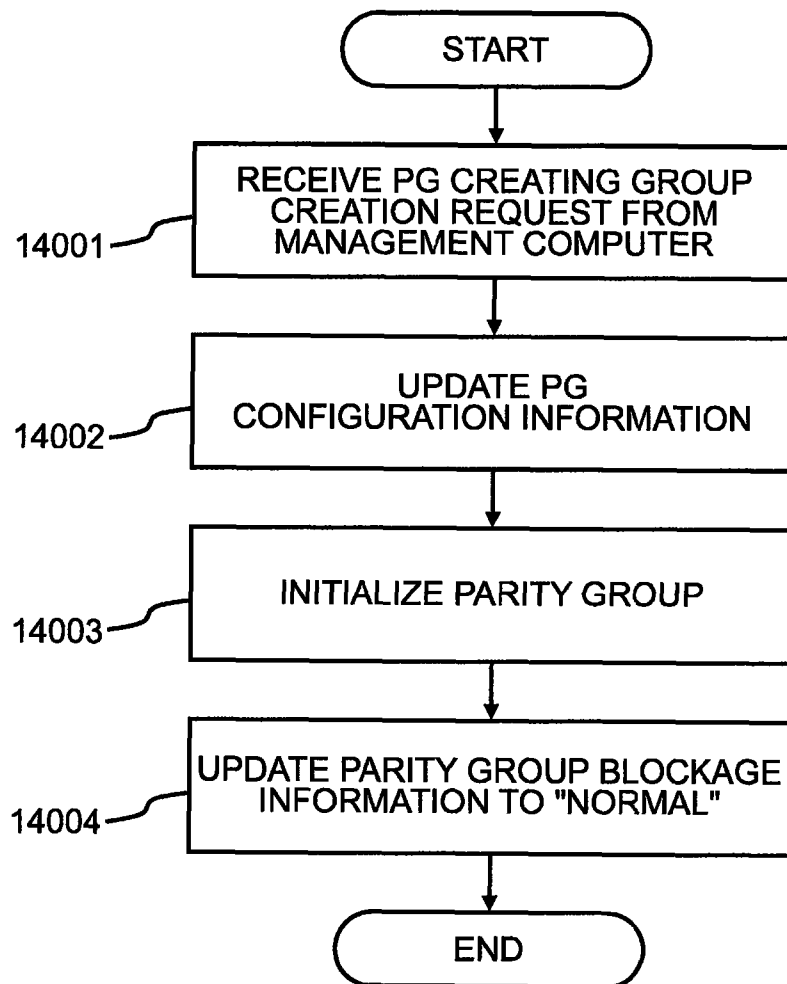 START
RECEIVE PG CREATING GROUP
CREATION REQUEST FROM
MANAGEMENT COMPUTER
14001
UPDATE PG
CONFIGURATION INFORMATION
14002
INITIALIZE PARITY GROUP
14003
UPDATE PARITY GROUP BLOCKAGE
INFORMATION TO "NORMAL"
14004
END